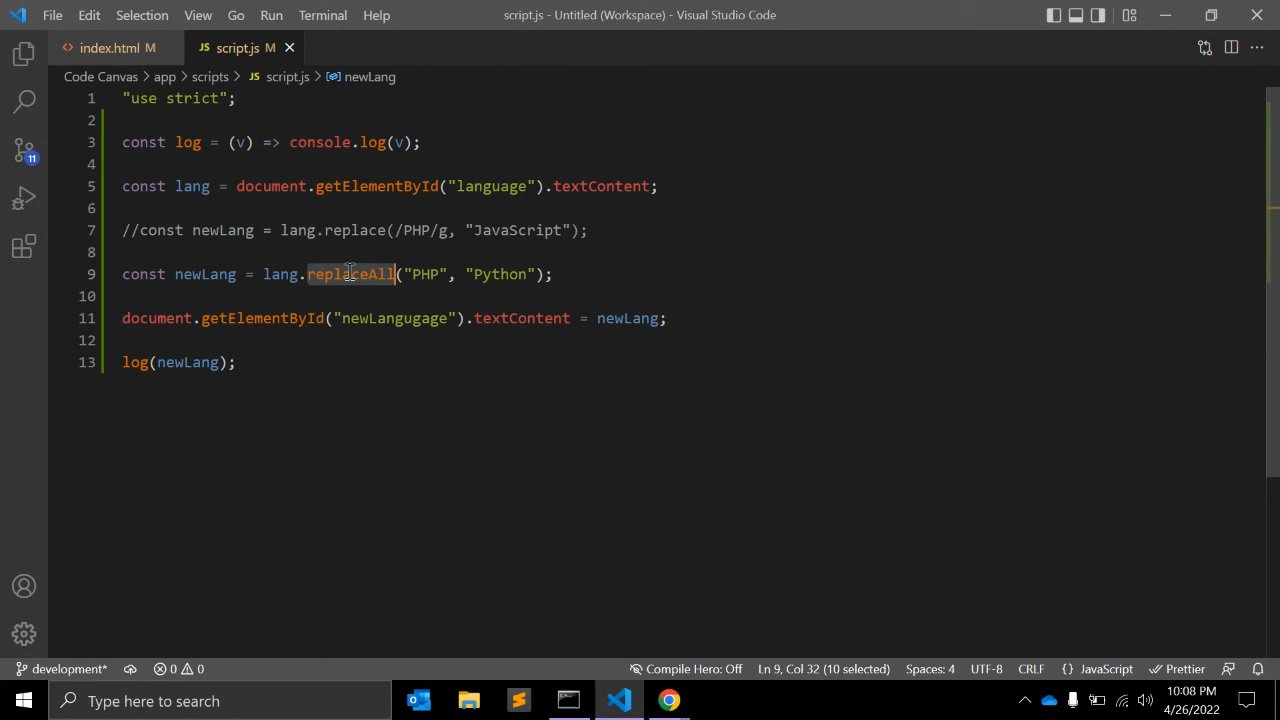 File Edit Selection View Go Run Terminal Help
script.js - Untitled (Workspace) - Visual Studio Code
index.html M
JS script.js M
Code Canvas > app > scripts > JS script.js > newLang
1 "use strict";
2
3 const log = (v) => console.log(v);
4
5 const lang = document.getElementById("language").textContent;
6
7 //const newLang = lang.replace(/PHP/g, "JavaScript");
8
9 const newLang = lang.replaceAll("PHP", "Python");
10
11 document.getElementById("newLangugage").textContent = newLang;
12
13 log(newLang);
11
development* 0 0 Compile Hero: Off Ln 9, Col 32 (10 selected) Spaces: 4 UTF-8 CRLF {} JavaScript Prettier
Type here to search
10:08 PM
4/26/2022